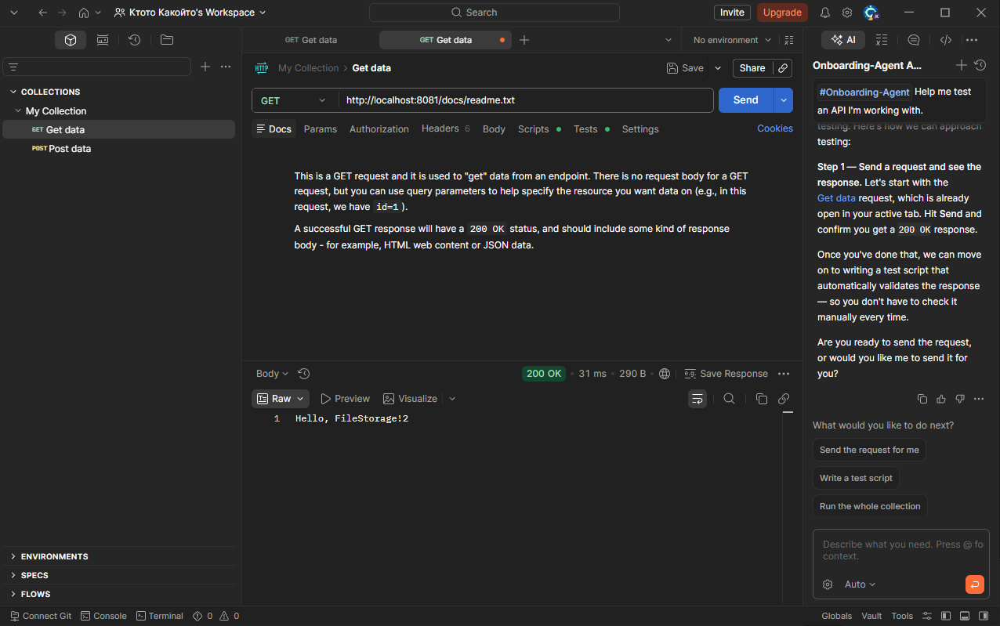 Ктото Какойто's Workspace
Search
Invite
Upgrade
GET Get data
GET Get data
No environment
AI
My Collection > Get data
Save
Share
Onboarding-Agent A...
COLLECTIONS
My Collection
GET Get data
POST Post data
GET
http://localhost:8081/docs/readme.txt
Send
Docs
Params
Authorization
Headers 6
Body
Scripts
Tests
Settings
Cookies
This is a GET request and it is used to "get" data from an endpoint. There is no request body for a GET
request, but you can use query parameters to help specify the resource you want data on (e.g., in this
request, we have id=1 ).
A successful GET response will have a 200 OK status, and should include some kind of response
body - for example, HTML web content or JSON data.
Body
200 OK
31 ms
290 B
e.g. Save Response
Raw
Preview
Visualize
1 Hello, FileStorage!2
#Onboarding-Agent Help me test
an API I'm working with.
testing. Here's how we can approach
testing:
Step 1 — Send a request and see the
response. Let's start with the
Get data request, which is already
open in your active tab. Hit Send and
confirm you get a 200 OK response.
Once you've done that, we can move
on to writing a test script that
automatically validates the response
— so you don't have to check it
manually every time.
Are you ready to send the request,
or would you like me to send it for
you?
What would you like to do next?
Send the request for me
Write a test script
Run the whole collection
Describe what you need. Press @ fo
context.
Auto
ENVIRONMENTS
SPECS
FLOWS
Connect Git
Console
Terminal
0
0
Globals
Vault
Tools